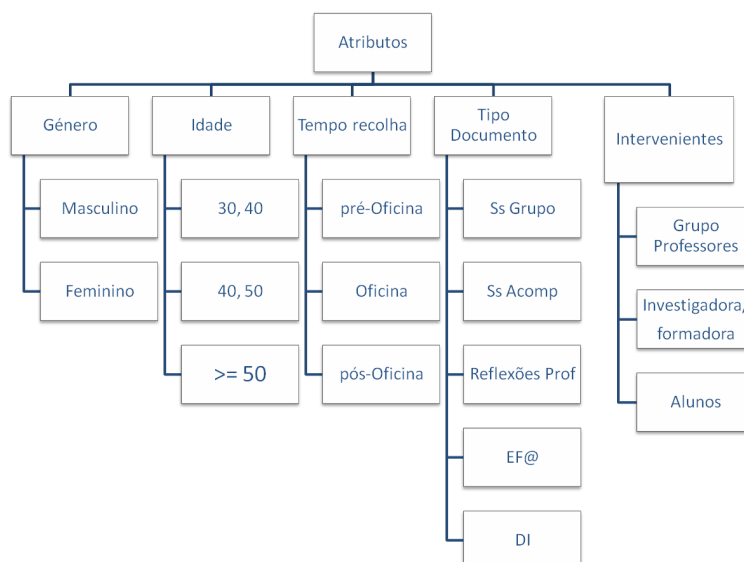 Atributos
Género
Masculino
Feminino
Idade
30, 40
40, 50
>= 50
Tempo recolha
pré-Oficina
Oficina
pós-Oficina
Tipo
Documento
Ss Grupo
Ss Acomp
Reflexões Prof
EF@
DI
Intervenientes
Grupo
Professores
Investigadora,
formadora
Alunos